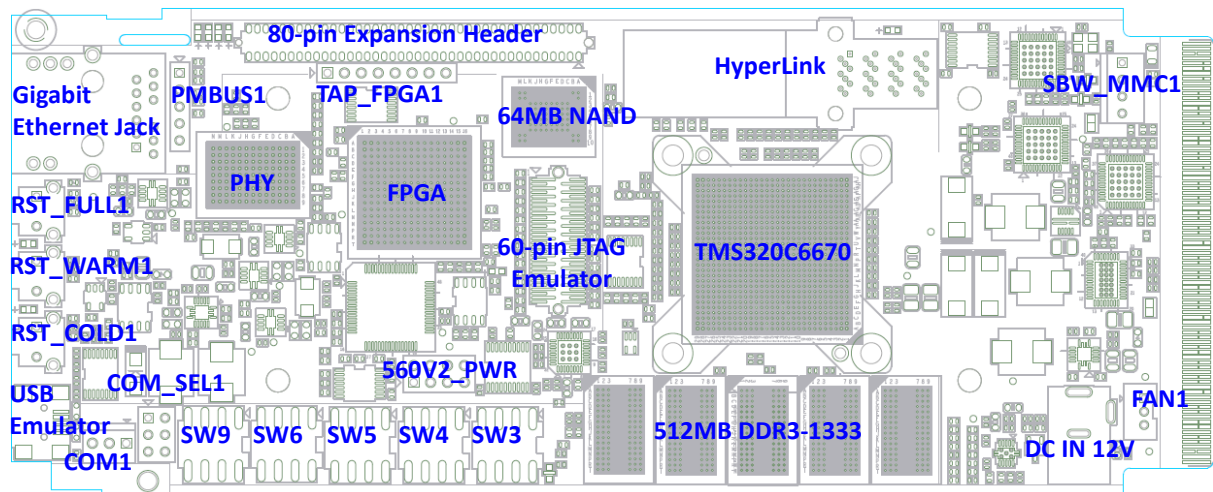 80-pin Expansion Header
HyperLink
SBW_MMC1
Gigabit
Ethernet Jack
PMBUS1
TAP_FPGA1
64MB NAND
PHY
FPGA
RST_FULL1
60-pin JTAG
Emulator
TMS320C6670
RST_WARM1
RST_COLD1
560V2_PWR
COM_SEL1
USB
Emulator
FAN1
SW9
SW6
SW5
SW4
SW3
512MB DDR3-1333
DC IN 12V
COM1